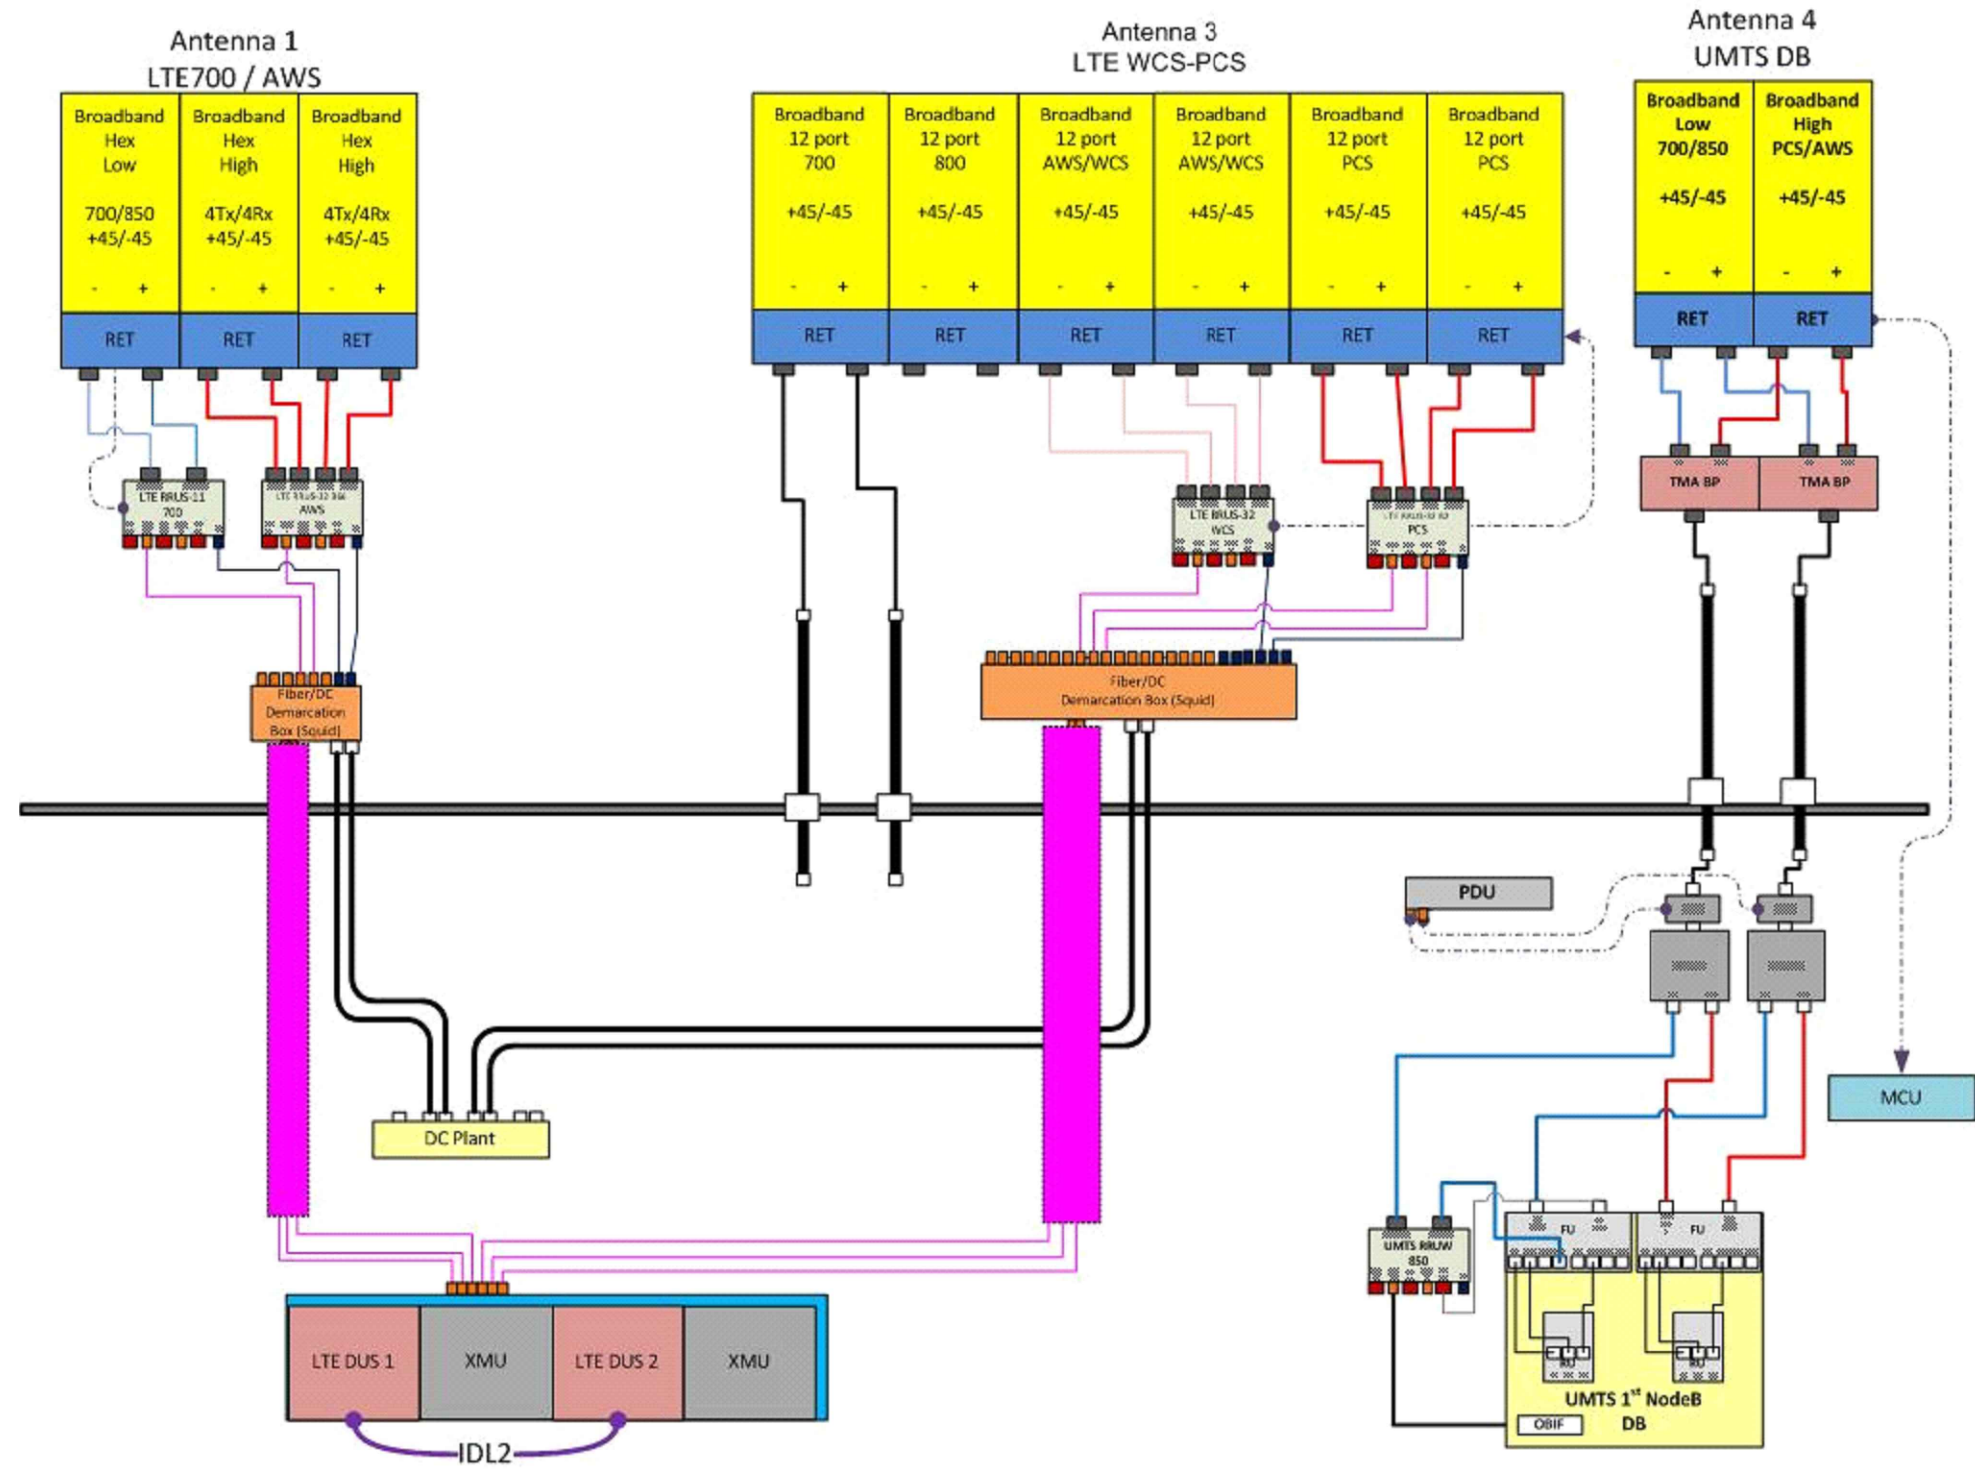 Antenna 1
LTE700 / AWS
Antenna 3
LTE WCS-PCS
Antenna 4
UMTS DB
Broadband
Hex
Low
700/850
+45/-45
- +
RET
Broadband
Hex
High
4Tx/4Rx
+45/-45
- +
RET
Broadband
Hex
High
4Tx/4Rx
+45/-45
- +
RET
Broadband
12 port
700
+45/-45
- +
RET
Broadband
12 port
800
+45/-45
- +
RET
Broadband
12 port
AWS/WCS
+45/-45
- +
RET
Broadband
12 port
AWS/WCS
+45/-45
- +
RET
Broadband
12 port
PCS
+45/-45
- +
RET
Broadband
12 port
PCS
+45/-45
- +
RET
Broadband
Low
700/850
+45/-45
- +
RET
Broadband
High
PCS/AWS
+45/-45
- +
RET
LTE RRUS-11
700
LTE RRUS-32
AWS
LTE RRUS-32
WCS
LTE RRUS-32
PCS
TMA BP
TMA BP
Fiber/DC
Demarcation
Box (Squid)
Fiber/DC
Demarcation Box (Squid)
PDU
MCU
DC Plant
UMTS RRUW
850
FU
FU
RU
RU
UMTS 1st NodeB
DB
OBIF
LTE DUS 1
XMU
LTE DUS 2
XMU
IDL2